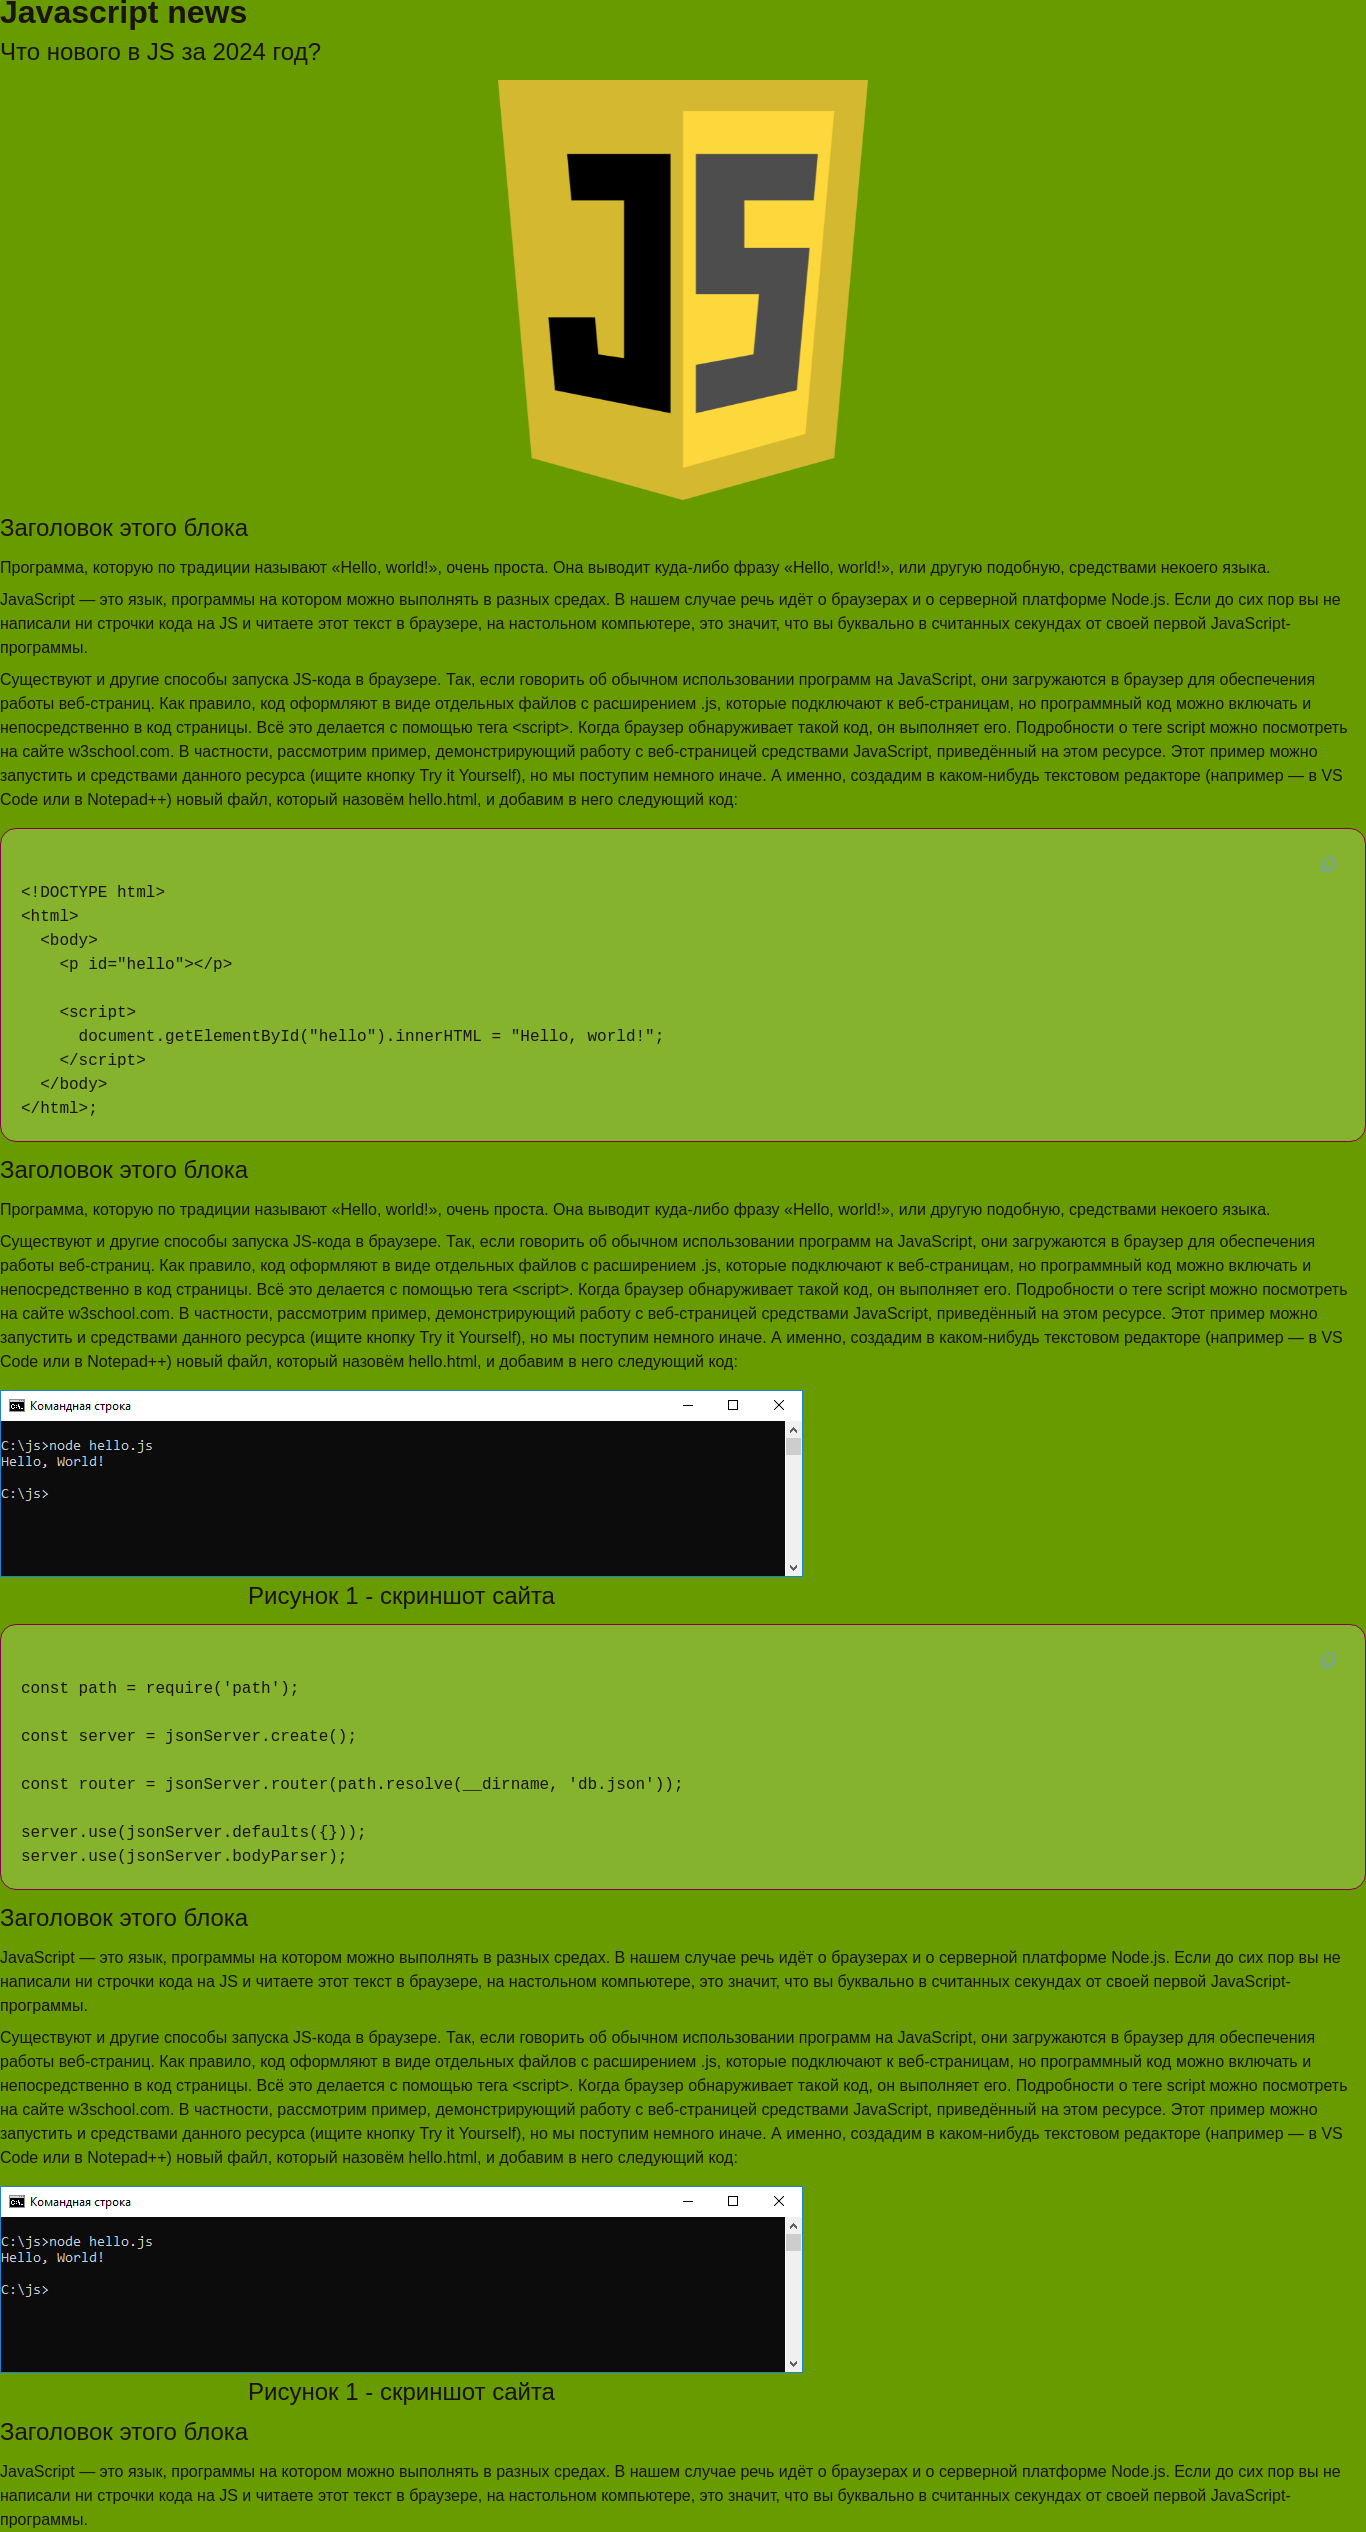 Javascript news
Что нового в JS за 2024 год?
JS
Заголовок этого блока
Программа, которую по традиции называют «Hello, world!», очень проста. Она выводит куда-либо фразу «Hello, world!», или другую подобную, средствами некоего языка.
JavaScript — это язык, программы на котором можно выполнять в разных средах. В нашем случае речь идёт о браузерах и о серверной платформе Node.js. Если до сих пор вы не
написали ни строчки кода на JS и читаете этот текст в браузере, на настольном компьютере, это значит, что вы буквально в считанных секундах от своей первой JavaScript-
программы.
Существуют и другие способы запуска JS-кода в браузере. Так, если говорить об обычном использовании программ на JavaScript, они загружаются в браузер для обеспечения
работы веб-страниц. Как правило, код оформляют в виде отдельных файлов с расширением .js, которые подключают к веб-страницам, но программный код можно включать и
непосредственно в код страницы. Всё это делается с помощью тега <script>. Когда браузер обнаруживает такой код, он выполняет его. Подробности о теге script можно посмотреть
на сайте w3school.com. В частности, рассмотрим пример, демонстрирующий работу с веб-страницей средствами JavaScript, приведённый на этом ресурсе. Этот пример можно
запустить и средствами данного ресурса (ищите кнопку Try it Yourself), но мы поступим немного иначе. А именно, создадим в каком-нибудь текстовом редакторе (например — в VS
Code или в Notepad++) новый файл, который назовём hello.html, и добавим в него следующий код:
<!DOCTYPE html>
<html>
  <body>
    <p id="hello"></p>
    <script>
      document.getElementById("hello").innerHTML = "Hello, world!";
    </script>
  </body>
</html>;
Заголовок этого блока
Программа, которую по традиции называют «Hello, world!», очень проста. Она выводит куда-либо фразу «Hello, world!», или другую подобную, средствами некоего языка.
Существуют и другие способы запуска JS-кода в браузере. Так, если говорить об обычном использовании программ на JavaScript, они загружаются в браузер для обеспечения
работы веб-страниц. Как правило, код оформляют в виде отдельных файлов с расширением .js, которые подключают к веб-страницам, но программный код можно включать и
непосредственно в код страницы. Всё это делается с помощью тега <script>. Когда браузер обнаруживает такой код, он выполняет его. Подробности о теге script можно посмотреть
на сайте w3school.com. В частности, рассмотрим пример, демонстрирующий работу с веб-страницей средствами JavaScript, приведённый на этом ресурсе. Этот пример можно
запустить и средствами данного ресурса (ищите кнопку Try it Yourself), но мы поступим немного иначе. А именно, создадим в каком-нибудь текстовом редакторе (например — в VS
Code или в Notepad++) новый файл, который назовём hello.html, и добавим в него следующий код:
Командная строка
C:\js>node hello.js
Hello, World!
C:\js>
Рисунок 1 - скриншот сайта
const path = require('path');
const server = jsonServer.create();
const router = jsonServer.router(path.resolve(__dirname, 'db.json'));
server.use(jsonServer.defaults({}));
server.use(jsonServer.bodyParser);
Заголовок этого блока
JavaScript — это язык, программы на котором можно выполнять в разных средах. В нашем случае речь идёт о браузерах и о серверной платформе Node.js. Если до сих пор вы не
написали ни строчки кода на JS и читаете этот текст в браузере, на настольном компьютере, это значит, что вы буквально в считанных секундах от своей первой JavaScript-
программы.
Существуют и другие способы запуска JS-кода в браузере. Так, если говорить об обычном использовании программ на JavaScript, они загружаются в браузер для обеспечения
работы веб-страниц. Как правило, код оформляют в виде отдельных файлов с расширением .js, которые подключают к веб-страницам, но программный код можно включать и
непосредственно в код страницы. Всё это делается с помощью тега <script>. Когда браузер обнаруживает такой код, он выполняет его. Подробности о теге script можно посмотреть
на сайте w3school.com. В частности, рассмотрим пример, демонстрирующий работу с веб-страницей средствами JavaScript, приведённый на этом ресурсе. Этот пример можно
запустить и средствами данного ресурса (ищите кнопку Try it Yourself), но мы поступим немного иначе. А именно, создадим в каком-нибудь текстовом редакторе (например — в VS
Code или в Notepad++) новый файл, который назовём hello.html, и добавим в него следующий код:
Командная строка
C:\js>node hello.js
Hello, World!
C:\js>
Рисунок 1 - скриншот сайта
Заголовок этого блока
JavaScript — это язык, программы на котором можно выполнять в разных средах. В нашем случае речь идёт о браузерах и о серверной платформе Node.js. Если до сих пор вы не
написали ни строчки кода на JS и читаете этот текст в браузере, на настольном компьютере, это значит, что вы буквально в считанных секундах от своей первой JavaScript-
программы.